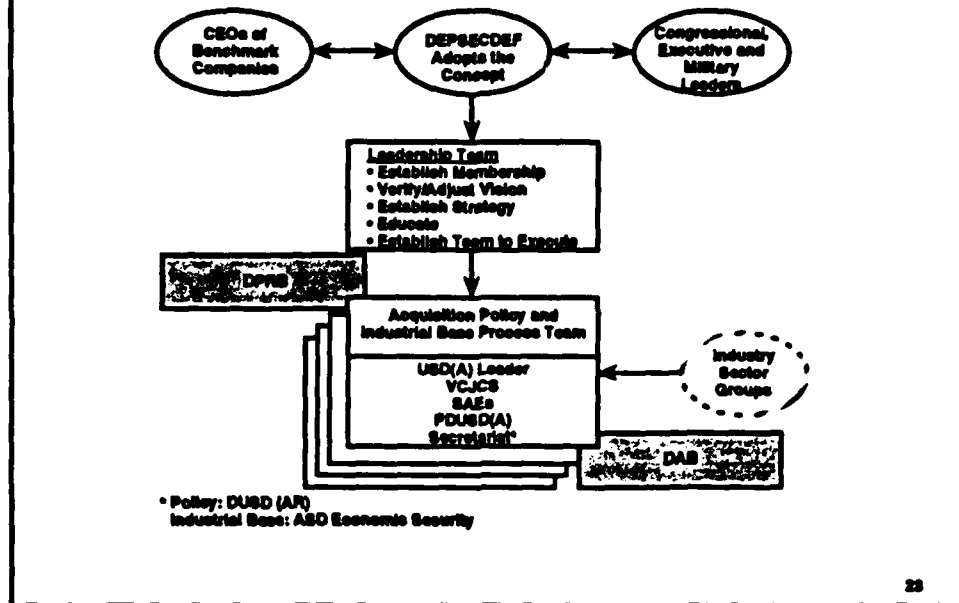 CEOs of
Benchmark
Companies
DEPSECDEF
Adopts the
Concept
Congressional,
Executive and
Military
Leaders
Leadership Team
• Establish Membership
• Verify/Adjust Vision
• Establish Strategy
• Educate
• Establish Team to Execute
DPRB
Acquisition Policy and
Industrial Base Process Team
USD(A) Leader
VCJCS
SAEs
PDUSD(A)
Secretariat*
Industry
Sector
Groups
DAB
* Policy: DUSD (AR)
Industrial Base: ASD Economic Security
23